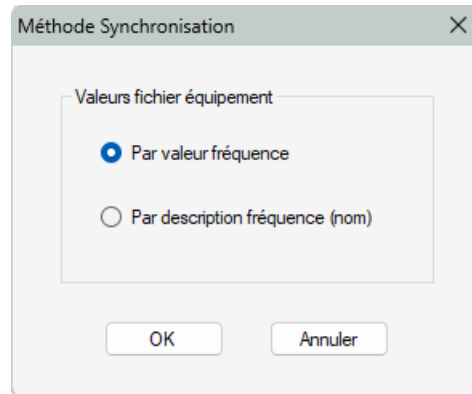 Méthode Synchronisation
Valeurs fichier équipement
Par valeur fréquence
Par description fréquence (nom)
OK
Annuler